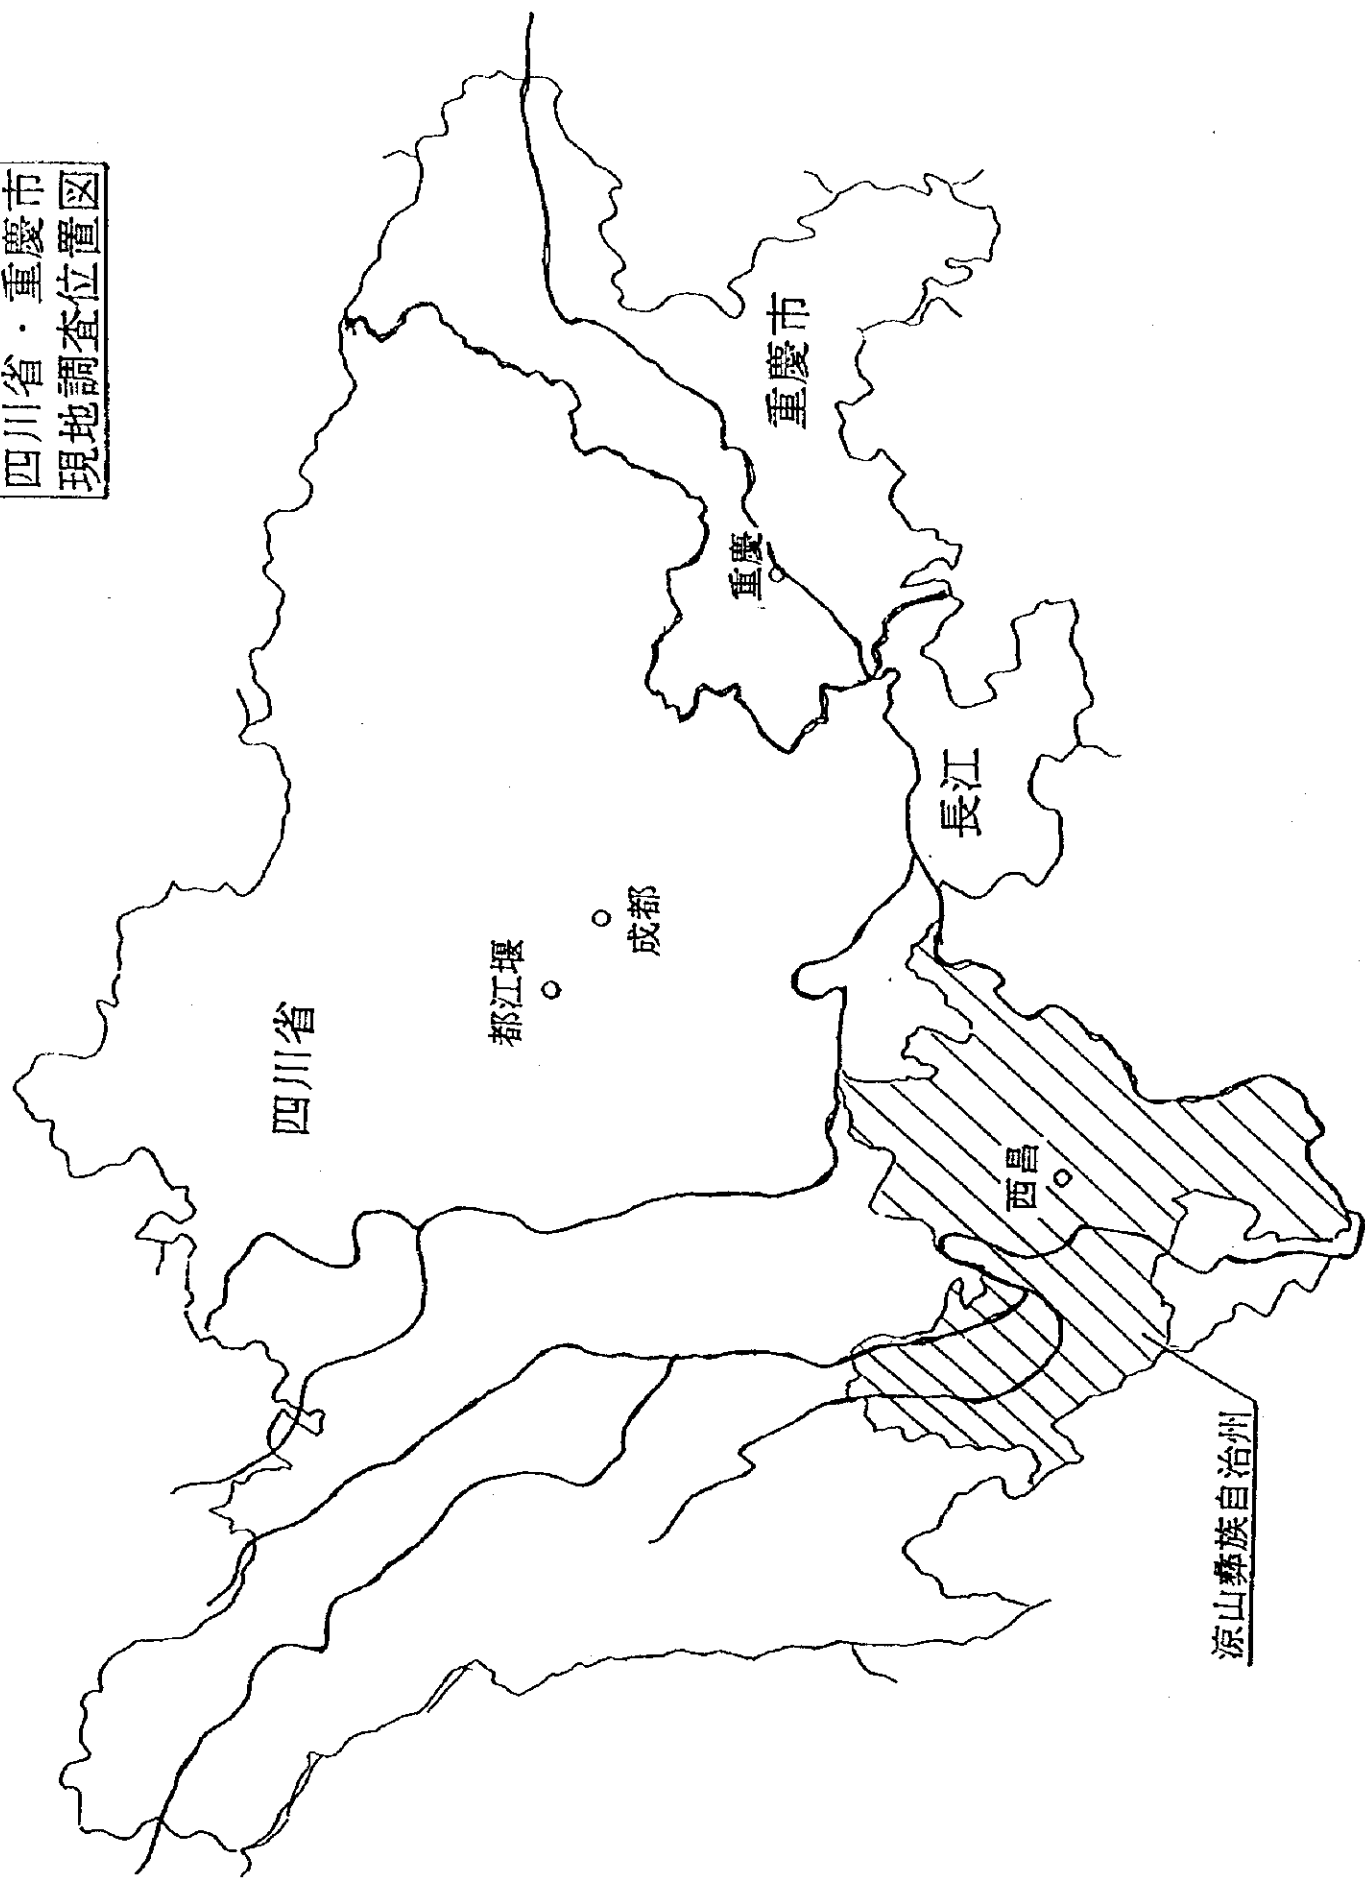 四川省・重慶市
現地調査位置図
四川省
都江堰
成都
重慶市
重慶
長江
西昌
涼山彝族自治州